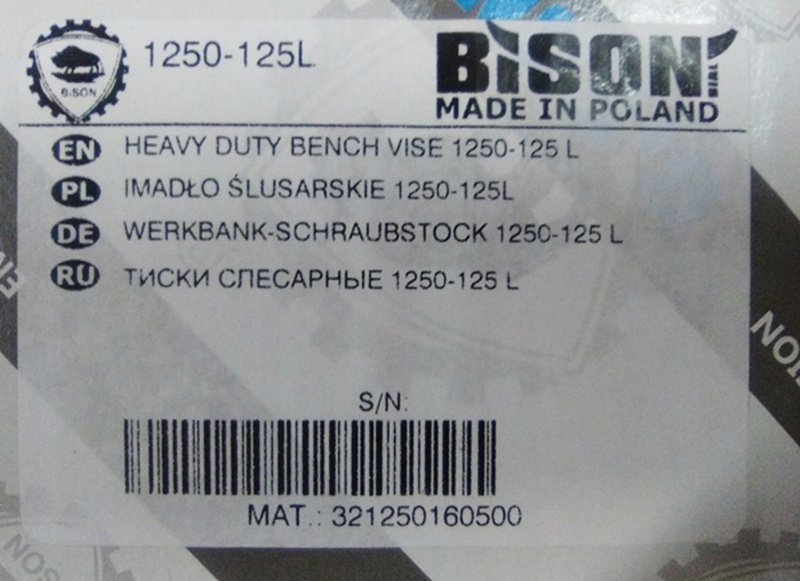 BISON
1250-125L
BISON BIAL
MADE IN POLAND
EN HEAVY DUTY BENCH VISE 1250-125 L
PL IMADŁO ŚLUSARSKIE 1250-125L
DE WERKBANK-SCHRAUBSTOCK 1250-125 L
RU ТИСКИ СЛЕСАРНЫЕ 1250-125 L
S/N:
MAT.: 321250160500